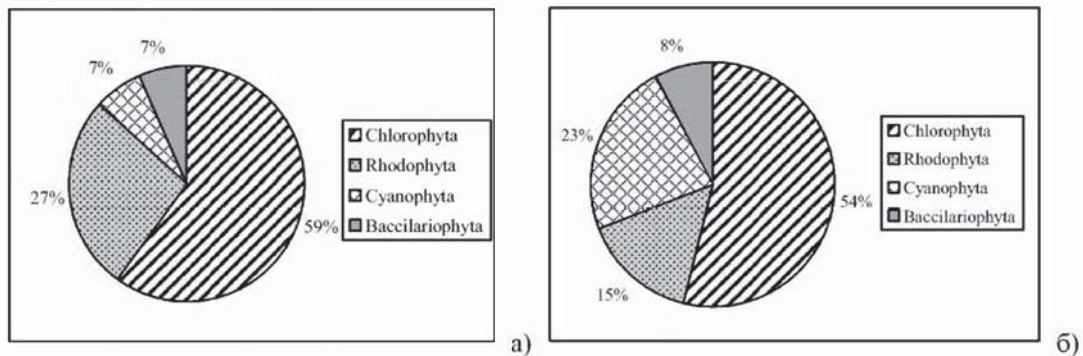 7%
7%
27%
59%
Chlorophyta
Rhodophyta
Cyanophyta
Baccilariophyta
а)
8%
23%
15%
54%
Chlorophyta
Rhodophyta
Cyanophyta
Baccilariophyta
б)